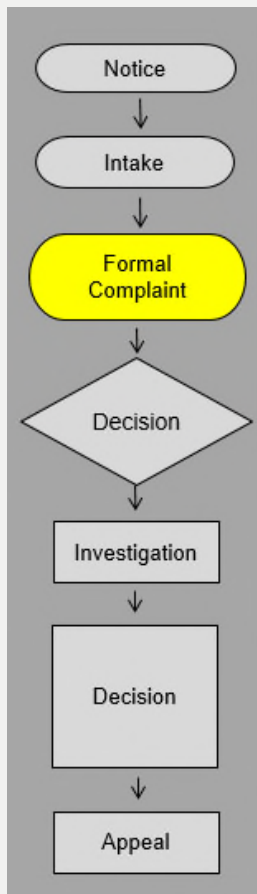 Notice
Intake
Formal
Complaint
Decision
Investigation
Decision
Appeal